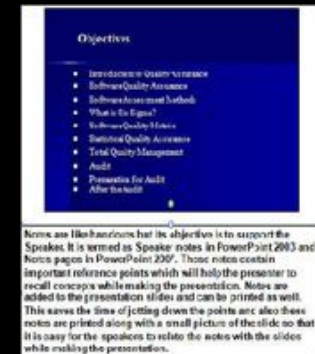 Objectives
Introduction to Quality Assurance
Software Quality Assurance
Software Assessment Methods
What is Six Sigma?
Software Quality Metrics
Statistical Quality Assurance
Total Quality Management
Audit
Preparation for Audit
After the Audit
Notes are like handouts but its objective is to support the
Speaker. It is termed as Speaker notes in PowerPoint 2003 and
Notes pages in PowerPoint 2007. These notes contain
important reference points which will help the presenter to
recall concepts while making the presentation. Notes are
added to the presentation slides and can be printed as well.
This saves the time of jotting down the points and also these
notes are printed along with a small picture of the slide so that
it is easy for the speakers to relate the notes with the slides
while making the presentation.